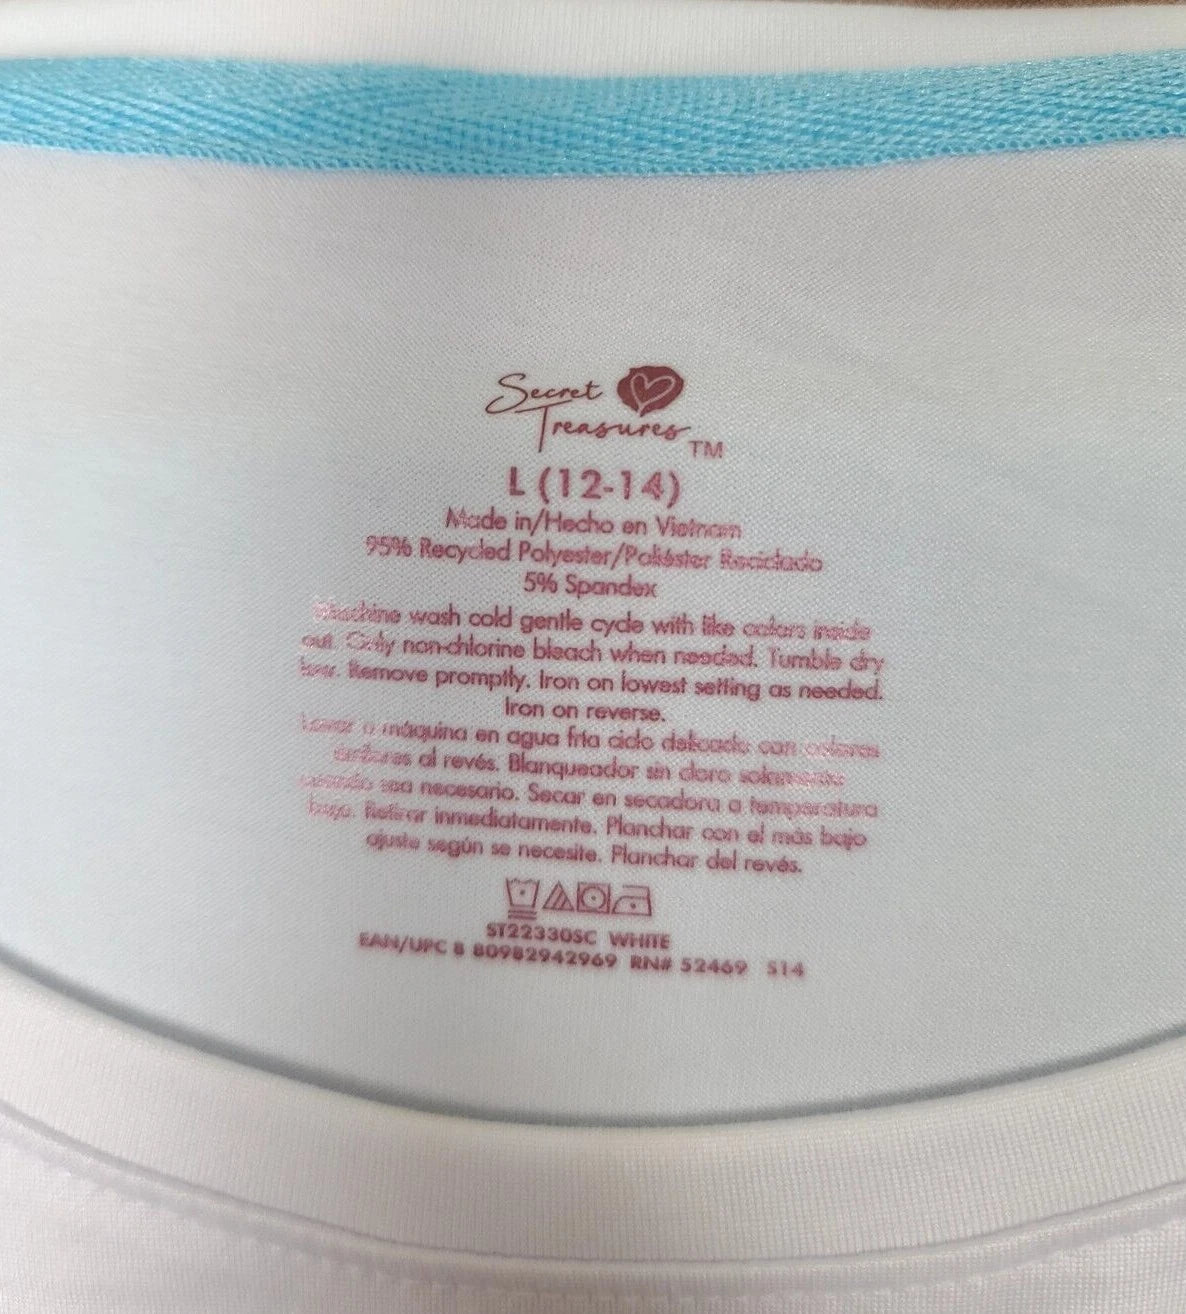 Secret
Treasures TM
L (12-14)
Made in/Hecho en Vietnam
95% Recycled Polyester/Poliéster Reciclado
5% Spandex
Machine wash cold gentle cycle with like colors inside
out. Only non-chlorine bleach when needed. Tumble dry
low. Remove promptly. Iron on lowest setting as needed.
Iron on reverse.
Lavar a máquina en agua fría ciclo delicado con colores
similares al revés. Blanqueador sin cloro solamente
cuando sea necesario. Secar en secadora a temperatura
baja. Retirar inmediatamente. Planchar con el más bajo
ajuste según se necesite. Planchar del revés.
ST22330SC WHITE
EAN/UPC 8 80982942969 RN# 52469 S14